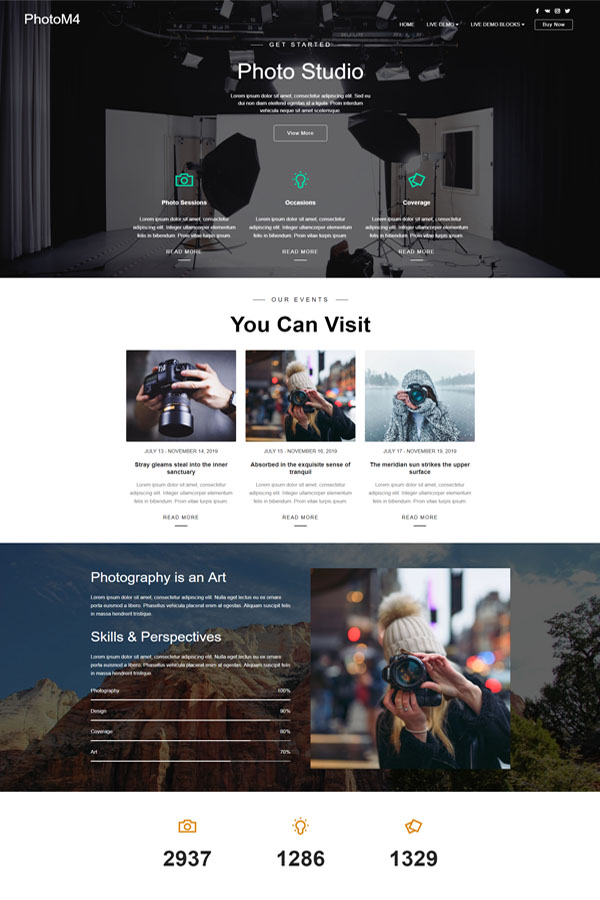 PhotoM4
HOME LIVE DEMO LIVE DEMO BLOCKS Buy Now
GET STARTED
Photo Studio
Lorem ipsum dolor sit amet, consectetur adipiscing elit. Sed eu
dui non diam eleifend egestas at a ligula. Proin interdum
vehicula neque sit amet scelerisque
View More
Photo Sessions
Lorem ipsum dolor sit amet, consectetur
adipiscing elit. Integer ullamcorper elementum
felis in bibendum. Proin vitae turpis ipsum.
READ MORE
Occasions
Lorem ipsum dolor sit amet, consectetur
adipiscing elit. Integer ullamcorper elementum
felis in bibendum. Proin vitae turpis ipsum.
READ MORE
Coverage
Lorem ipsum dolor sit amet, consectetur
adipiscing elit. Integer ullamcorper elementum
felis in bibendum. Proin vitae turpis ipsum.
READ MORE
OUR EVENTS
You Can Visit
JULY 13 - NOVEMBER 14, 2019
Stray gleams steal into the inner
sanctuary
Lorem ipsum dolor sit amet, consectetur
adipiscing elit. Integer ullamcorper elementum
felis in bibendum. Proin vitae turpis ipsum.
READ MORE
JULY 15 - NOVEMBER 16, 2019
Absorbed in the exquisite sense of
tranquil
Lorem ipsum dolor sit amet, consectetur
adipiscing elit. Integer ullamcorper elementum
felis in bibendum. Proin vitae turpis ipsum.
READ MORE
JULY 17 - NOVEMBER 19, 2019
The meridian sun strikes the upper
surface
Lorem ipsum dolor sit amet, consectetur
adipiscing elit. Integer ullamcorper elementum
felis in bibendum. Proin vitae turpis ipsum.
READ MORE
Photography is an Art
Lorem ipsum dolor sit amet, consectetur adipiscing elit. Nulla eget lectus eu ex ornare
porta euismod a libero. Phasellus vehicula placerat enim at egestas. Aliquam suscipit felis
in massa hendrerit tristique.
Skills & Perspectives
Lorem ipsum dolor sit amet, consectetur adipiscing elit. Nulla eget lectus eu ex ornare
porta euismod a libero. Phasellus vehicula placerat enim at egestas. Aliquam suscipit felis
in massa hendrerit tristique.
Photography 100%
Design 90%
Coverage 80%
Art 70%
2937 1286 1329